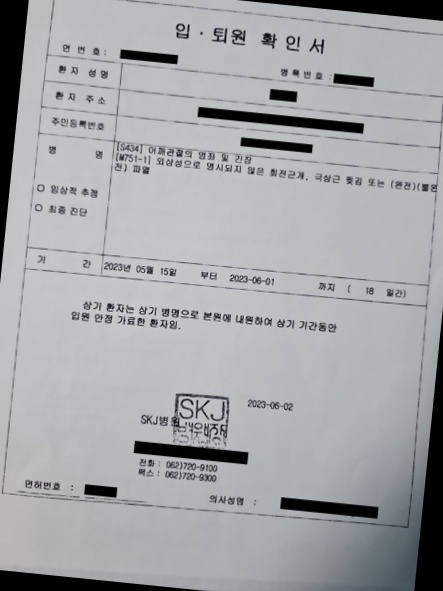 입 · 퇴원 확인서
연 번 호 :
병 록 번 호 :
환 자 성 명
환 자 주 소
주민등록번호
병 명
[S434] 어깨관절의 염좌 및 긴장
[M751-1] 외상성으로 명시되지 않은 회전근개, 극상근 찢김 또는 (완전)(불완
전) 파열
○ 임상적 추정
○ 최종 진단
기 간 2023년 05월 15일 부터 2023-06-01 까지 ( 18 일간)
상기 환자는 상기 병명으로 본원에 내원하여 상기 기간동안
입원 안정 가료한 환자임.
2023-06-02
SKJ병원
SKJ
전화 : 062)720-9100
팩스 : 062)720-9300
면허번호 :
의사성명 :